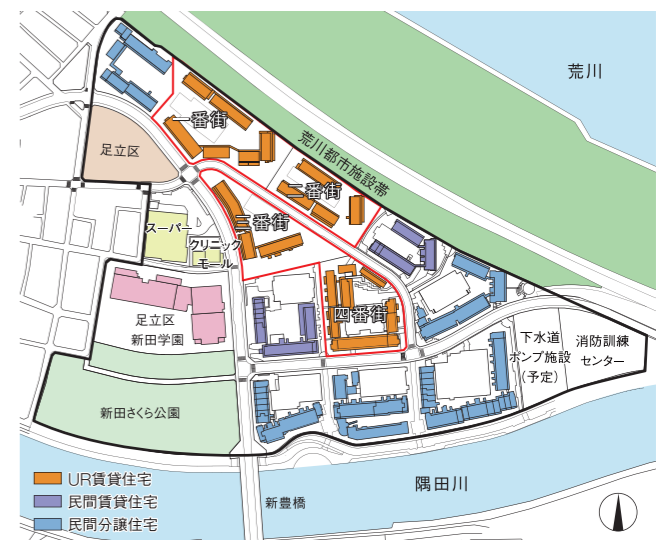 荒川
一番街
荒川都市施設帯
足立区
二番街
三番街
スーパー
クリニック
モール
四番街
足立区
新田学園
下水道
ポンプ施設
(予定)
消防訓練
センター
新田さくら公園
隅田川
新豊橋
UR賃貸住宅
民間賃貸住宅
民間分譲住宅